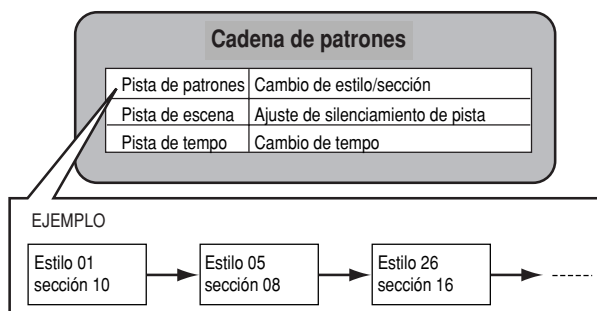 Cadena de patrones
Pista de patrones Cambio de estilo/sección
Pista de escena Ajuste de silenciamiento de pista
Pista de tempo Cambio de tempo
EJEMPLO
Estilo 01
sección 10
Estilo 05
sección 08
Estilo 26
sección 16